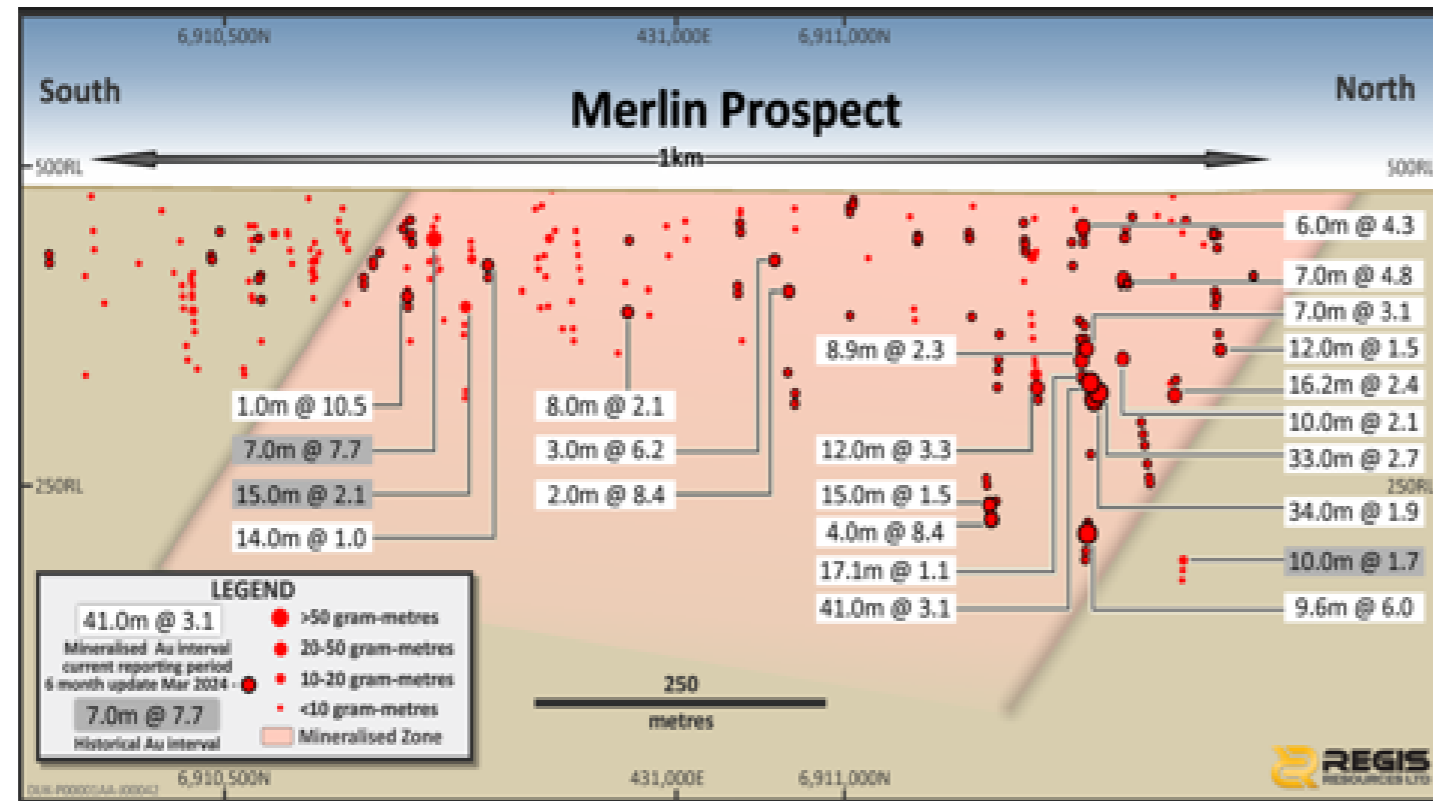 6,910,500N 431,000E 6,911,000N
South
North
Merlin Prospect
1km
500RL 500RL
6.0m @ 4.3
7.0m @ 4.8
7.0m @ 3.1
8.9m @ 2.3
12.0m @ 1.5
16.2m @ 2.4
1.0m @ 10.5
8.0m @ 2.1
10.0m @ 2.1
7.0m @ 7.7
3.0m @ 6.2
12.0m @ 3.3
33.0m @ 2.7
250RL 250RL
15.0m @ 2.1
2.0m @ 8.4
15.0m @ 1.5
34.0m @ 1.9
14.0m @ 1.0
4.0m @ 8.4
17.1m @ 1.1
10.0m @ 1.7
41.0m @ 3.1
9.6m @ 6.0
LEGEND
41.0m @ 3.1
Mineralised Au interval
current reporting period
6 month update Mar 2024 -
7.0m @ 7.7
Historical Au interval
>50 gram-metres
20-50 gram-metres
10-20 gram-metres
<10 gram-metres
Mineralised Zone
250
metres
REGIS
RESOURCES LTD
6,910,500N 431,000E 6,911,000N